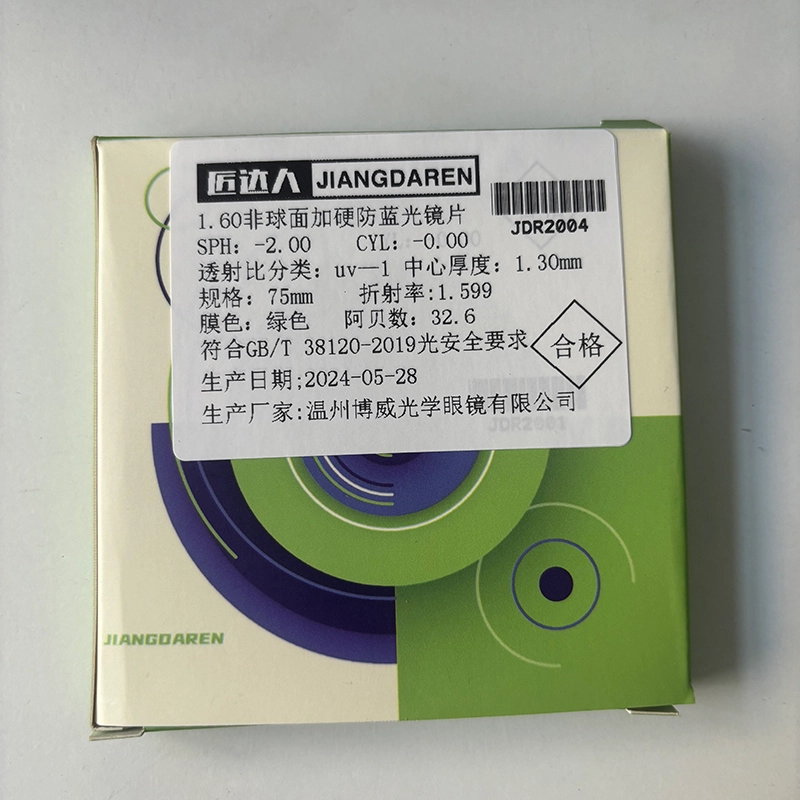 匠达人 JIANGDAREN
JDR2004
1.60非球面加硬防蓝光镜片
SPH: -2.00 CYL: -0.00
透射比分类: uv—1 中心厚度: 1.30mm
规格: 75mm 折射率:1.599
膜色: 绿色 阿贝数: 32.6
符合GB/T 38120-2019光安全要求
合格
生产日期;2024-05-28
生产厂家:温州博威光学眼镜有限公司
JDR2001
JIANGDAREN